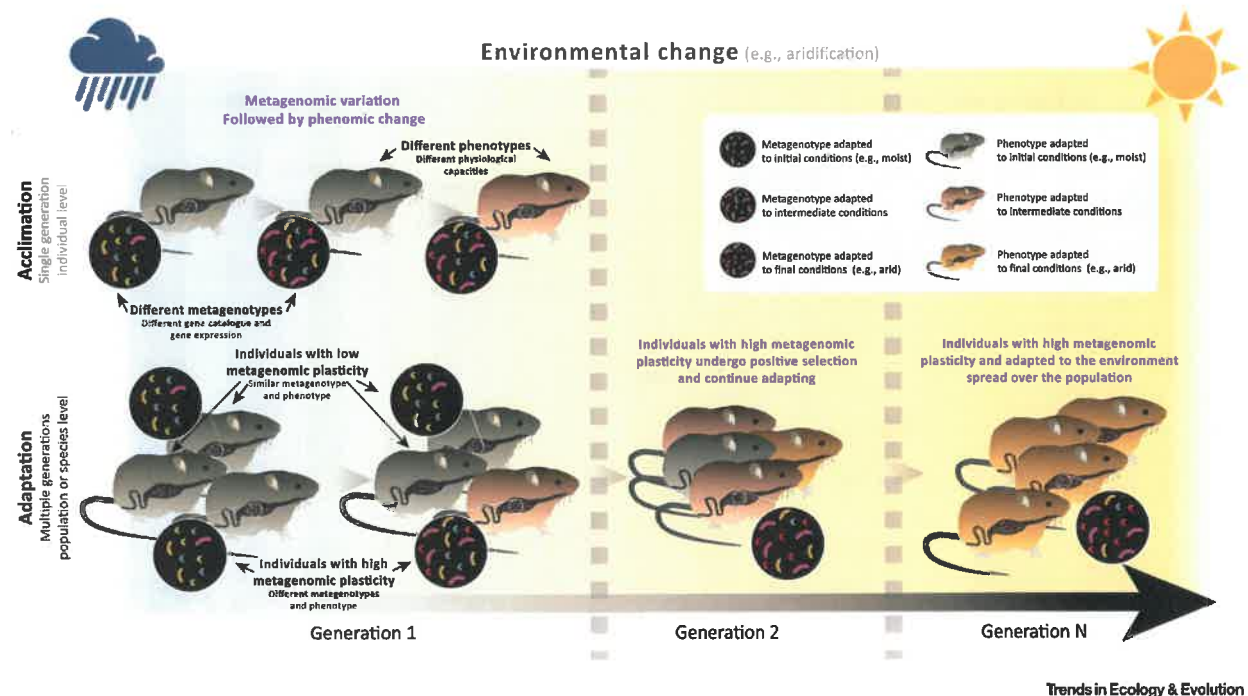 Environmental change (e.g., aridification)
Metagenomic variation
Followed by phenomic change
Different phenotypes
Different physiological
capacities
Acclimation
Single generation
individual level
Different metagenotypes
Different gene catalogue and
gene expression
Metagenotype adapted
to initial conditions (e.g., moist)
Phenotype adapted
to initial conditions (e.g., moist)
Metagenotype adapted
to intermediate conditions
Phenotype adapted
to intermediate conditions
Metagenotype adapted
to final conditions (e.g., arid)
Phenotype adapted
to final conditions (e.g., arid)
Adaptation
Multiple generations
population or species level
Individuals with low
metagenomic plasticity
Similar metagenotype
and phenotype
Individuals with high
metagenomic plasticity
Different metagenotypes
and phenotype
Individuals with high metagenomic
plasticity undergo positive selection
and continue adapting
Individuals with high metagenomic
plasticity and adapted to the environment
spread over the population
Generation 1
Generation 2
Generation N
Trends in Ecology & Evolution